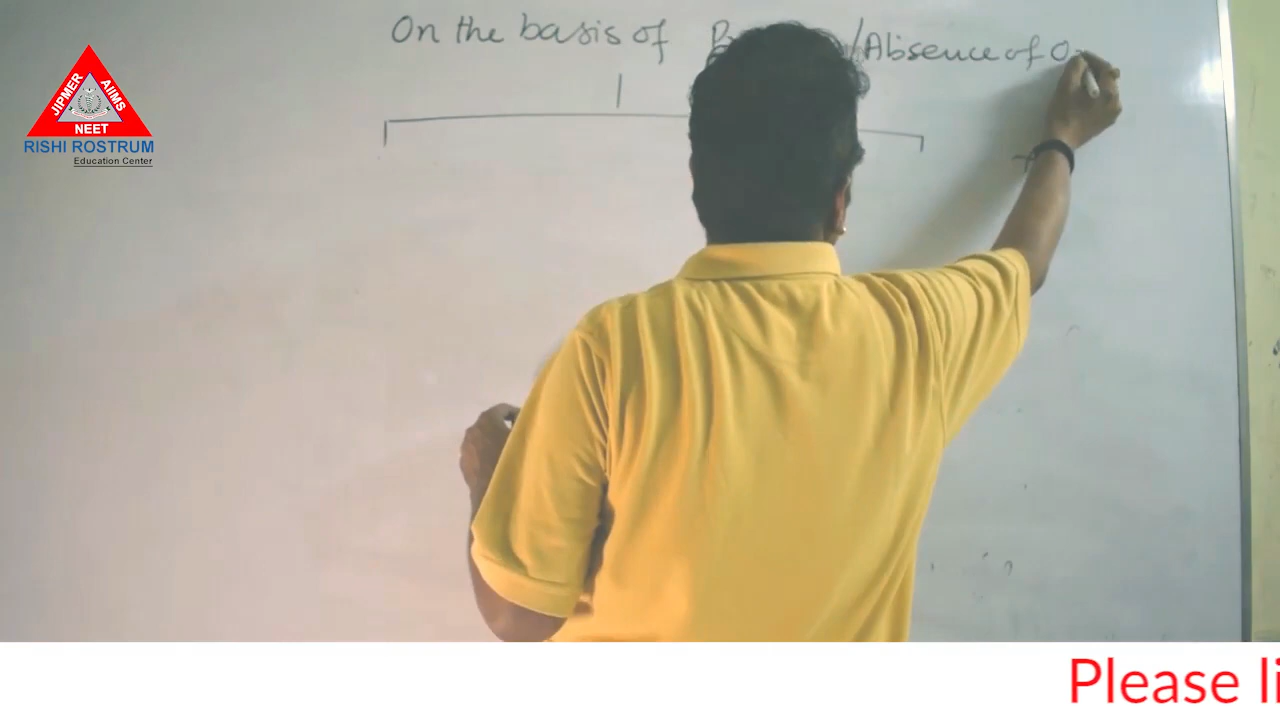 On the basis of /Absence of
JIPMER
AIIMS
NEET
RISHI ROSTRUM
Education Center
Please li